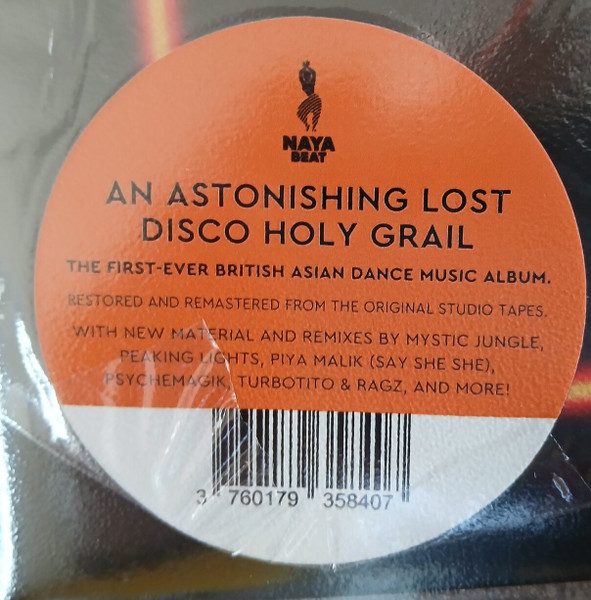 NAYA
BEAT
AN ASTONISHING LOST
DISCO HOLY GRAIL
THE FIRST-EVER BRITISH ASIAN DANCE MUSIC ALBUM.
RESTORED AND REMASTERED FROM THE ORIGINAL STUDIO TAPES.
WITH NEW MATERIAL AND REMIXES BY MYSTIC JUNGLE,
PEAKING LIGHTS, PIYA MALIK (SAY SHE SHE),
PSYCHEMAGIK, TURBOTITO & RAGZ, AND MORE!
3 760179 358407